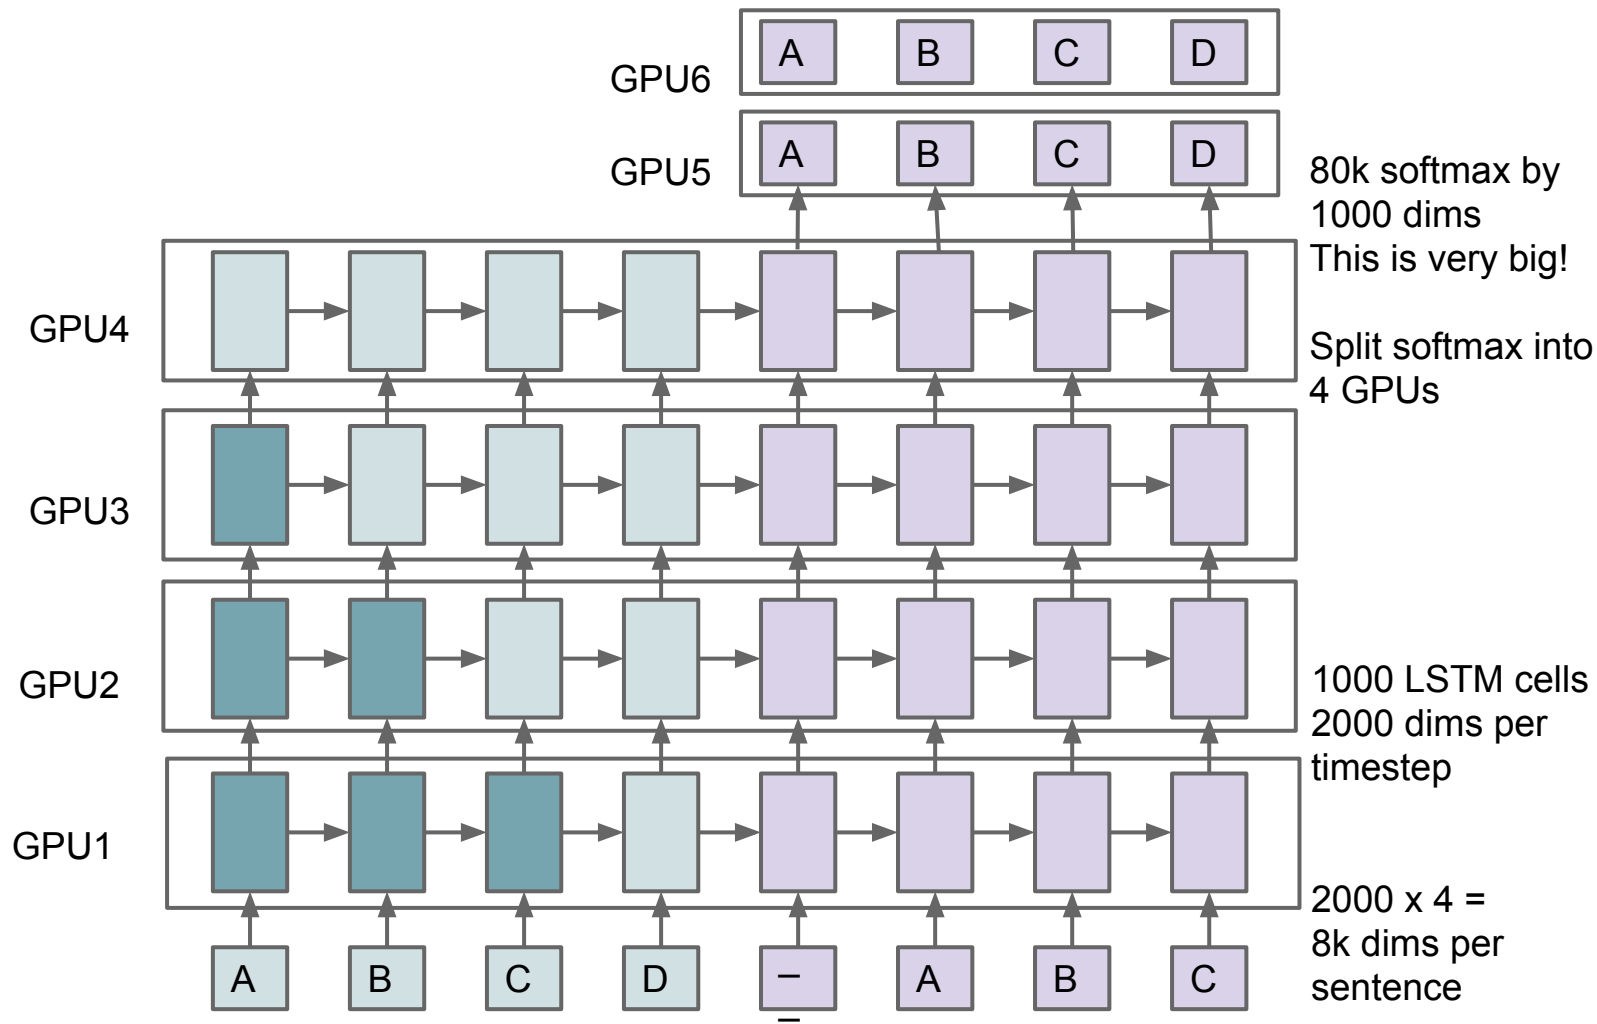 GPU6
A B C D
GPU5
A B C D
80k softmax by
1000 dims
This is very big!
GPU4
Split softmax into
4 GPUs
GPU3
GPU2
1000 LSTM cells
2000 dims per
timestep
GPU1
2000 x 4 =
8k dims per
sentence
A B C D _ A B C
_